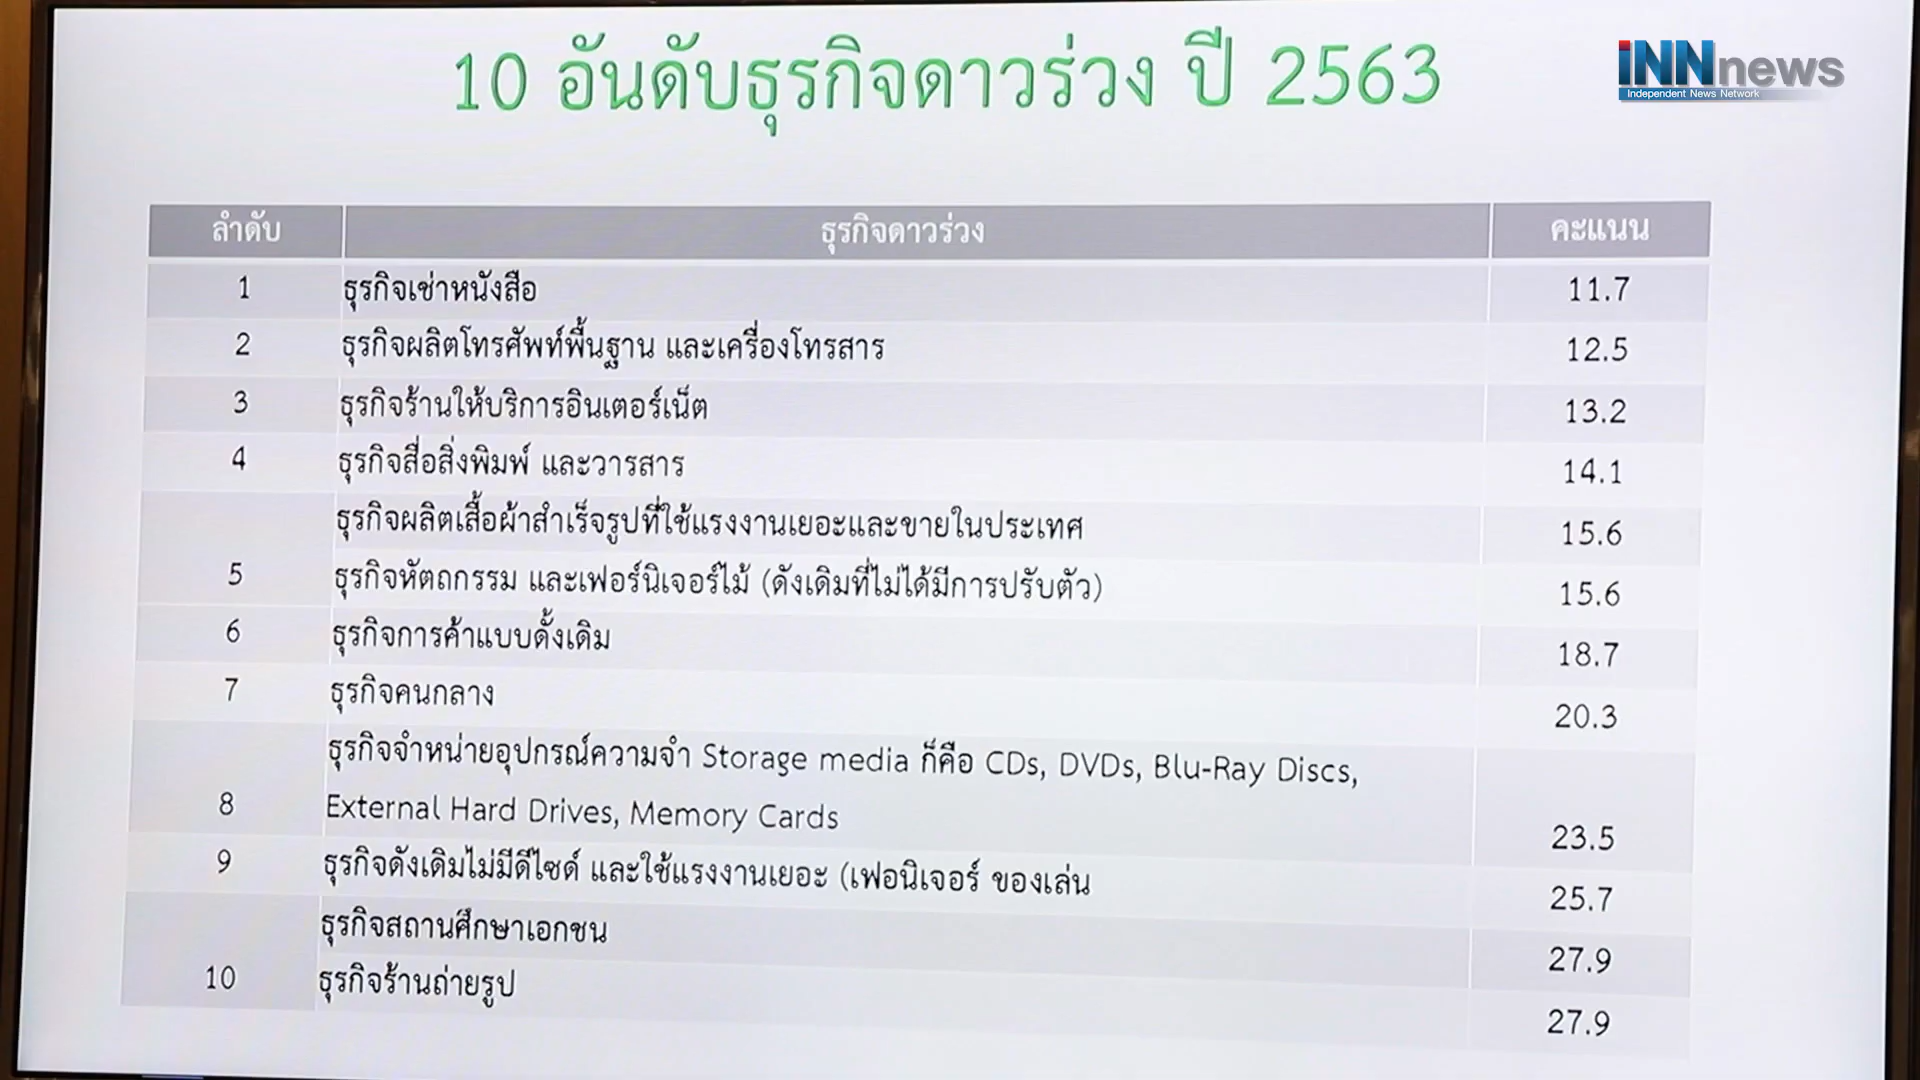 10 อันดับธุรกิจดาวร่วง ปี 2563
iNNnews
Independent News Network
ลำดับ ธุรกิจดาวร่วง คะแนน
1 ธุรกิจเช่าหนังสือ 11.7
2 ธุรกิจผลิตโทรศัพท์พื้นฐาน และเครื่องโทรสาร 12.5
3 ธุรกิจร้านให้บริการอินเตอร์เน็ต 13.2
4 ธุรกิจสื่อสิ่งพิมพ์ และวารสาร 14.1
ธุรกิจผลิตเสื้อผ้าสำเร็จรูปที่ใช้แรงงานเยอะและขายในประเทศ 15.6
5 ธุรกิจหัตถกรรม และเฟอร์นิเจอร์ไม้ (ดังเดิมที่ไม่ได้มีการปรับตัว) 15.6
6 ธุรกิจการค้าแบบดั้งเดิม 18.7
7 ธุรกิจคนกลาง 20.3
ธุรกิจจำหน่ายอุปกรณ์ความจำ Storage media ก็คือ CDs, DVDs, Blu-Ray Discs,
8 External Hard Drives, Memory Cards 23.5
9 ธุรกิจดังเดิมไม่มีดีไซด์ และใช้แรงงานเยอะ (เฟอนิเจอร์ ของเล่น 25.7
ธุรกิจสถานศึกษาเอกชน 27.9
10 ธุรกิจร้านถ่ายรูป 27.9